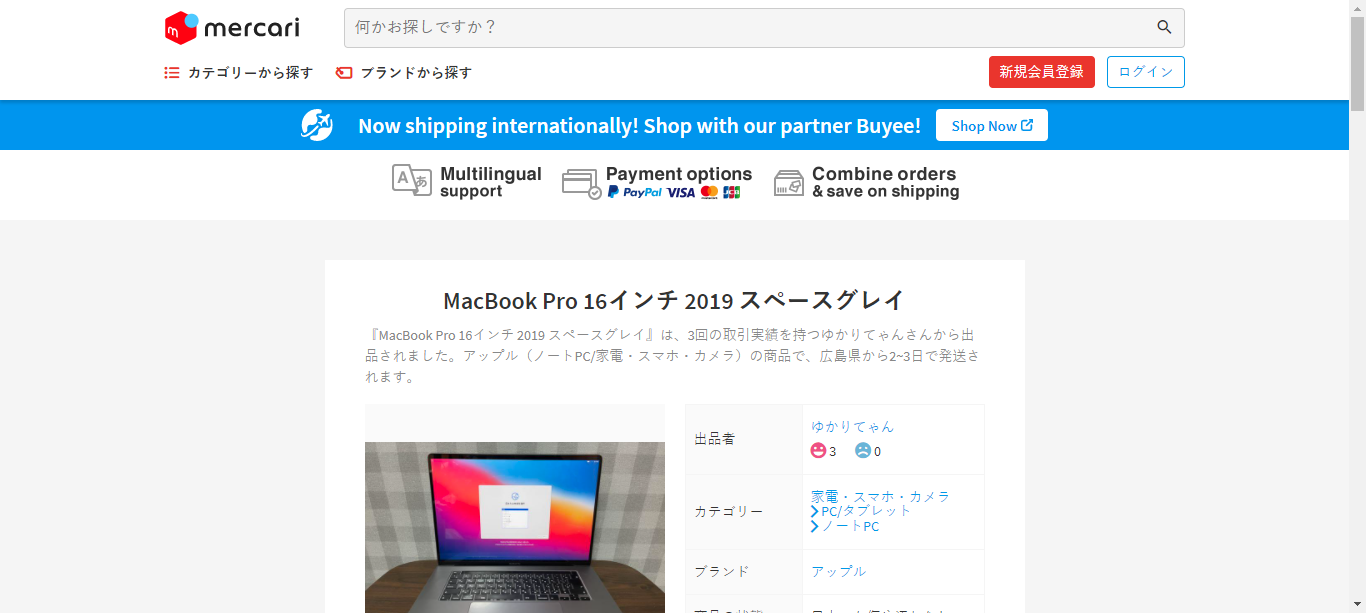 mercari
何かお探しですか？
カテゴリーから探す
ブランドから探す
新規会員登録
ログイン
Now shipping internationally! Shop with our partner Buyee!
Shop Now
Multilingual
support
Payment options
PayPal VISA
Combine orders
& save on shipping
MacBook Pro 16インチ 2019 スペースグレイ
『MacBook Pro 16インチ 2019 スペースグレイ』は、3回の取引実績を持つゆかりてゃんさんから出
品されました。アップル（ノートPC/家電・スマホ・カメラ）の商品で、広島県から2~3日で発送さ
れます。
出品者
ゆかりてゃん
3
0
カテゴリー
家電・スマホ・カメラ
PC/タブレット
ノートPC
ブランド
アップル